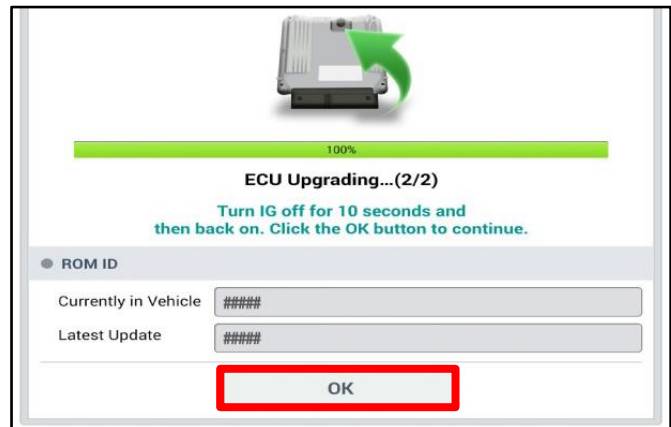 100%
ECU Upgrading...(2/2)
Turn IG off for 10 seconds and
then back on. Click the OK button to continue.
ROM ID
Currently in Vehicle #####
Latest Update #####
OK